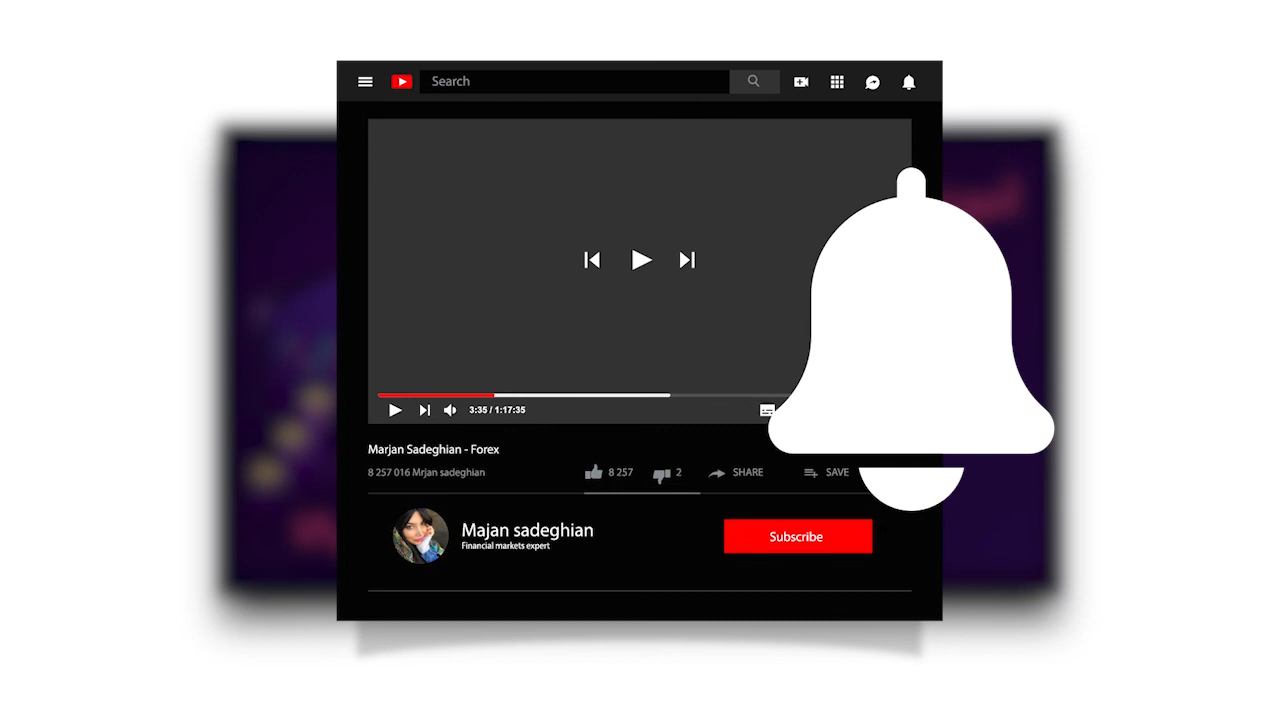 Search
3:35 / 1:17:35
Marjan Sadeghian - Forex
8 257 016 Mrjan sadeghian
8 257
2
SHARE
SAVE
Majan sadeghian
Financial markets expert
Subscribe